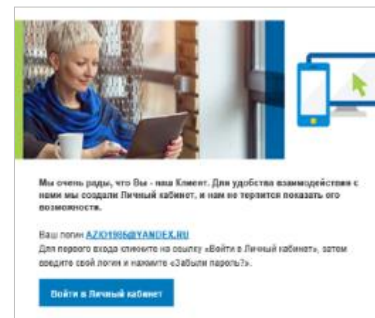 Мы очень рады, что Вы - наш Клиент. Для удобства взаимодействия с
нами мы создали Личный кабинет, и нам не терпится показать его
возможности.
Ваш логин AZIO1956@YANDEX.RU
Для первого входа кликните на ссылку «Войти в Личный кабинет», затем
введите свой логин и нажмите «Забыли пароль?».
Войти в Личный кабинет